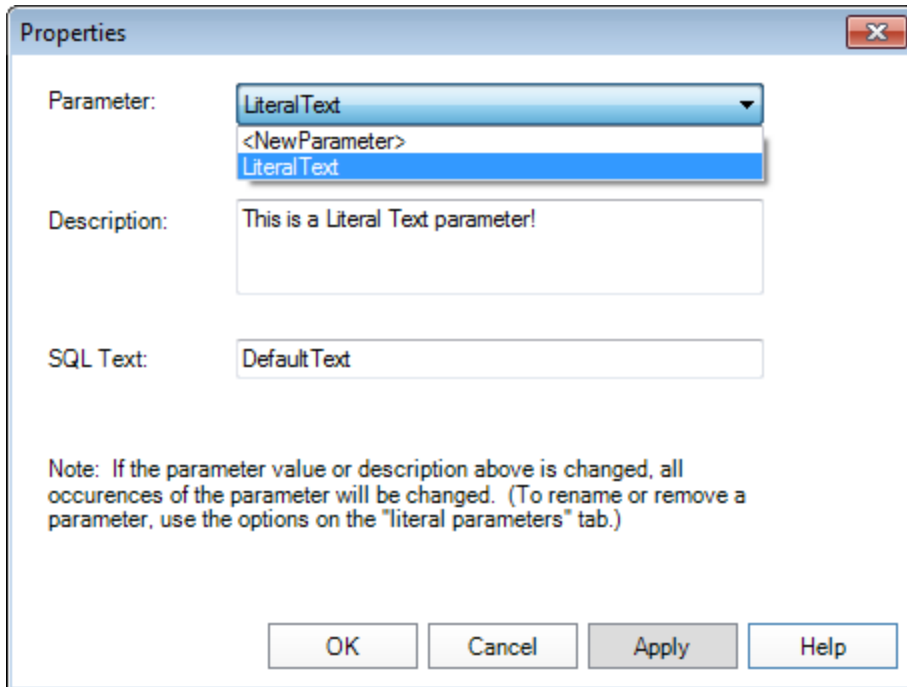 Properties
Parameter: LiteralText
<NewParameter>
LiteralText
Description: This is a Literal Text parameter!
SQL Text: DefaultText
Note:  If the parameter value or description above is changed, all
occurences of the parameter will be changed.  (To rename or remove a
parameter, use the options on the "literal parameters" tab.)
OK Cancel Apply Help